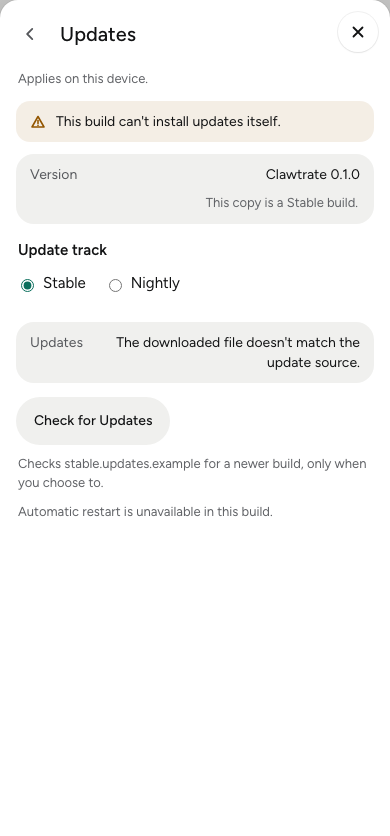 Updates
Applies on this device.
This build can't install updates itself.
Version
Clawtrate 0.1.0
This copy is a Stable build.
Update track
Stable
Nightly
Updates
The downloaded file doesn't match the
update source.
Check for Updates
Checks stable.updates.example for a newer build, only when
you choose to.
Automatic restart is unavailable in this build.